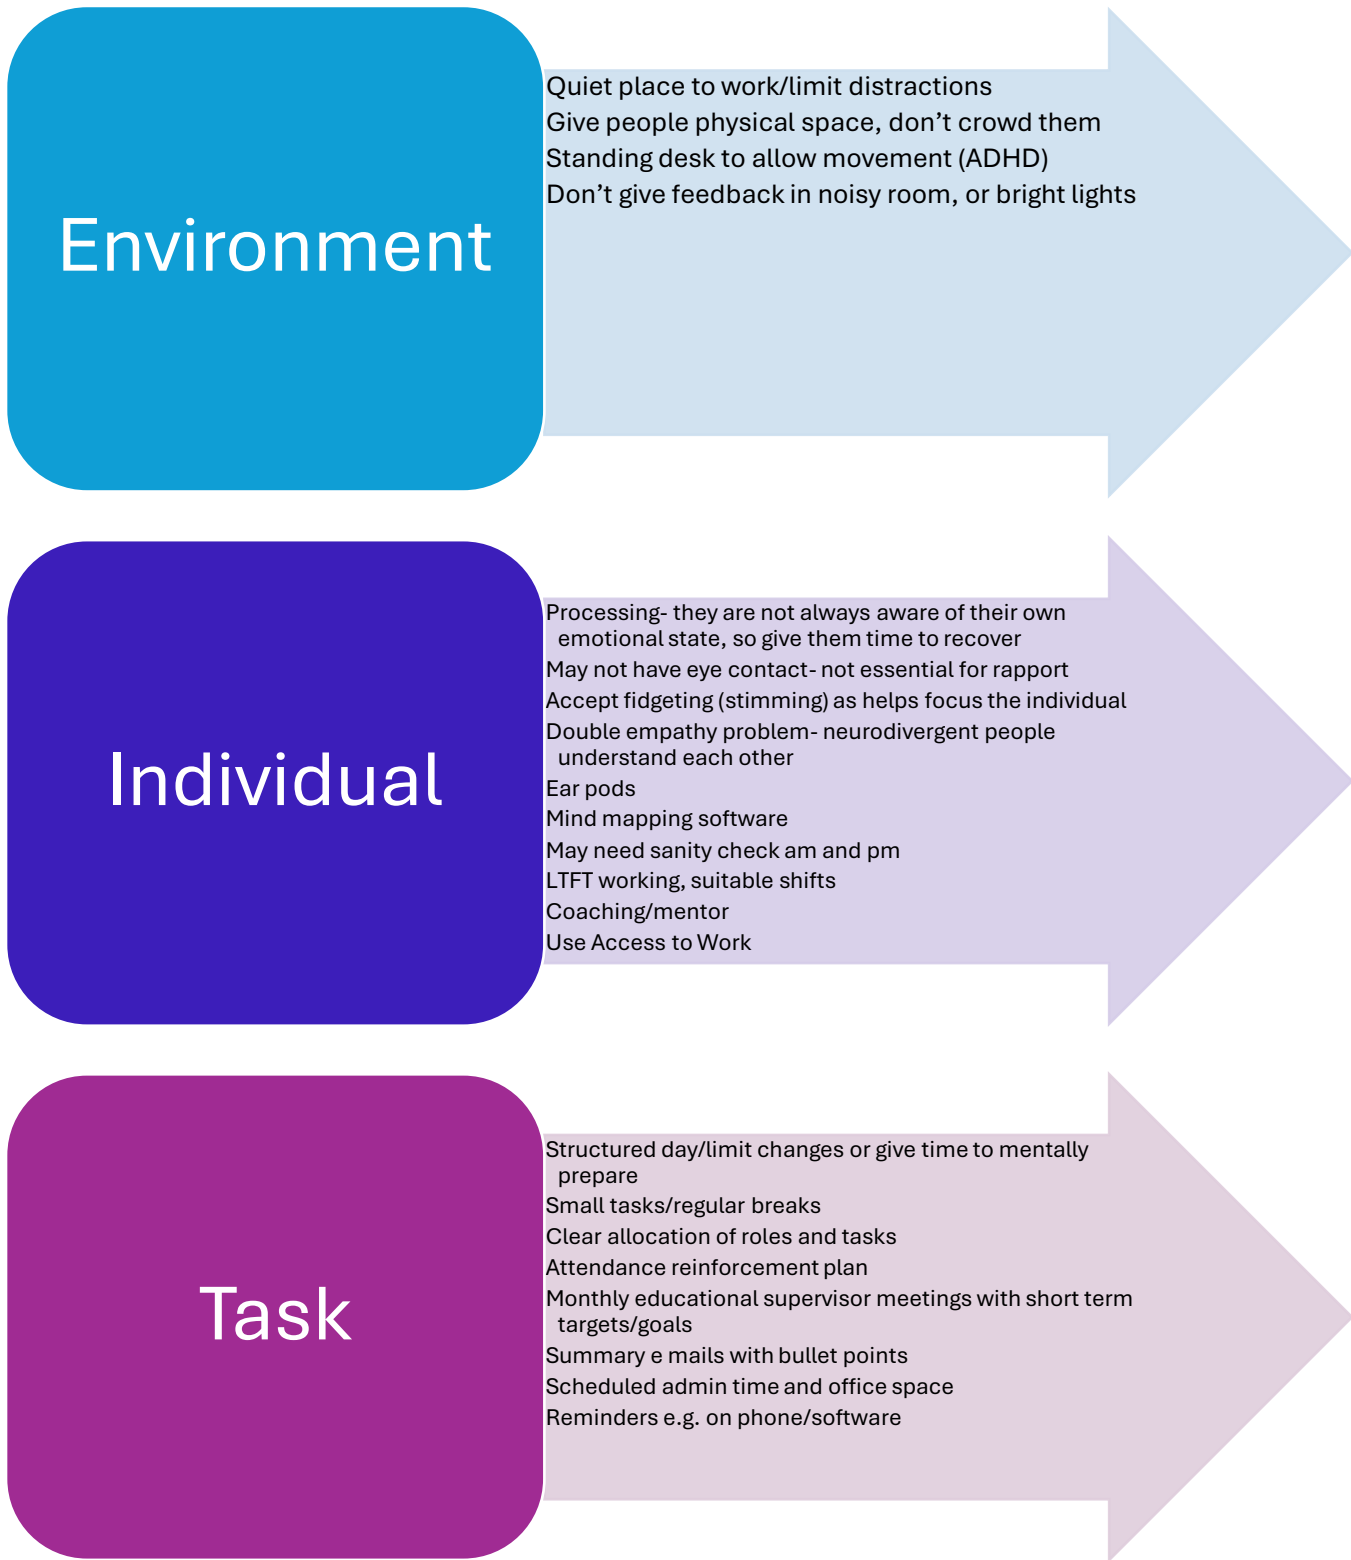 Environment
Quiet place to work/limit distractions
Give people physical space, don’t crowd them
Standing desk to allow movement (ADHD)
Don’t give feedback in noisy room, or bright lights
Individual
Processing- they are not always aware of their own
emotional state, so give them time to recover
May not have eye contact- not essential for rapport
Accept fidgeting (stimming) as helps focus the individual
Double empathy problem- neurodivergent people
understand each other
Ear pods
Mind mapping software
May need sanity check am and pm
LTFT working, suitable shifts
Coaching/mentor
Use Access to Work
Task
Structured day/limit changes or give time to mentally
prepare
Small tasks/regular breaks
Clear allocation of roles and tasks
Attendance reinforcement plan
Monthly educational supervisor meetings with short term
targets/goals
Summary e mails with bullet points
Scheduled admin time and office space
Reminders e.g. on phone/software